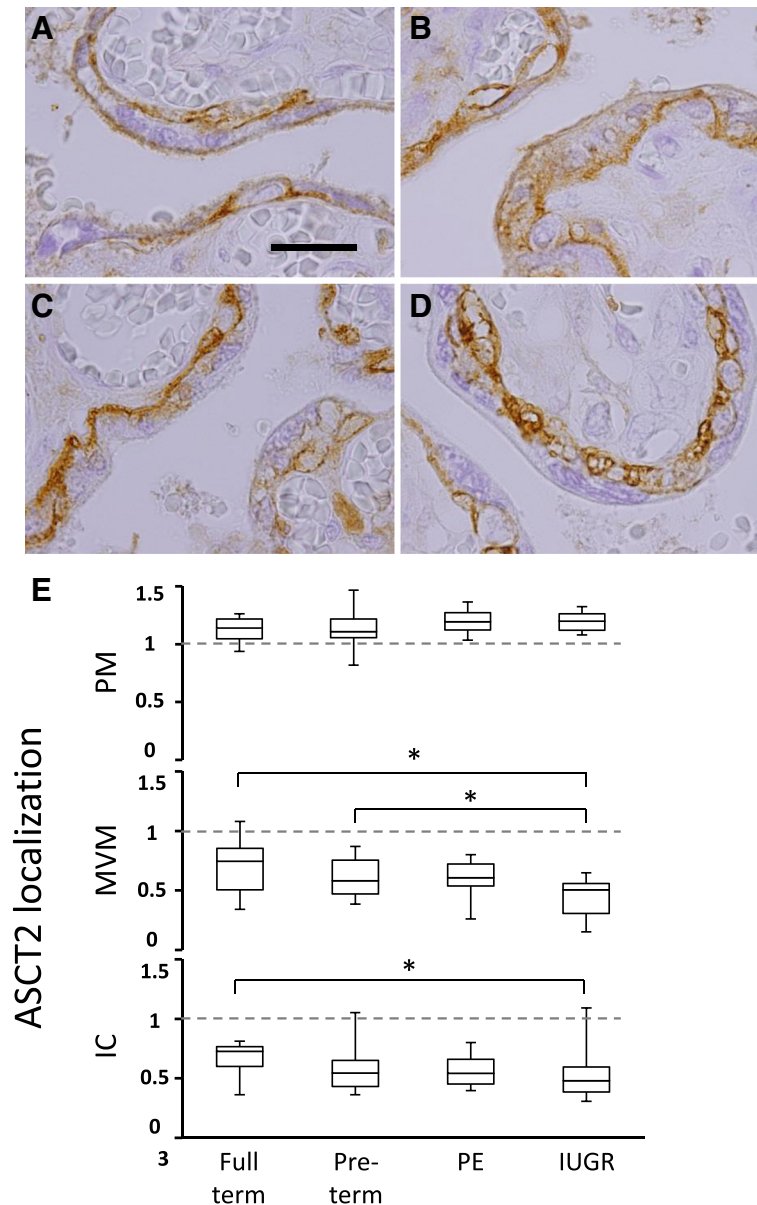 A
B
C
D
E
ASCT2 localization
PM
1.5
1
0.5
0
*
*
MVM
1.5
1
0.5
0
*
IC
1.5
1
0.5
0
3
Full term
Pre-term
PE
IUGR